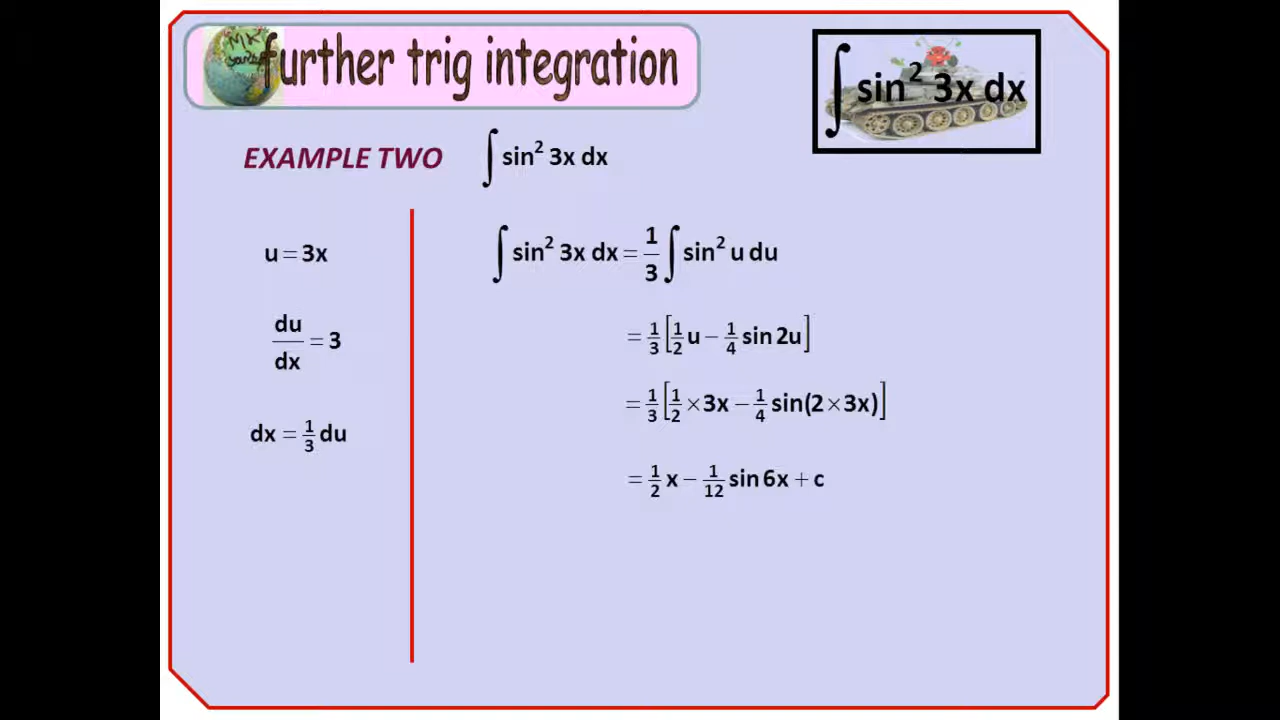 MK
further trig integration
∫ sin² 3x dx
EXAMPLE TWO ∫ sin² 3x dx
u = 3x
∫ sin² 3x dx = 1/3 ∫ sin² u du
du/dx = 3
= 1/3 [1/2 u − 1/4 sin 2u]
= 1/3 [1/2 × 3x − 1/4 sin(2 × 3x)]
dx = 1/3 du
= 1/2 x − 1/12 sin 6x + c